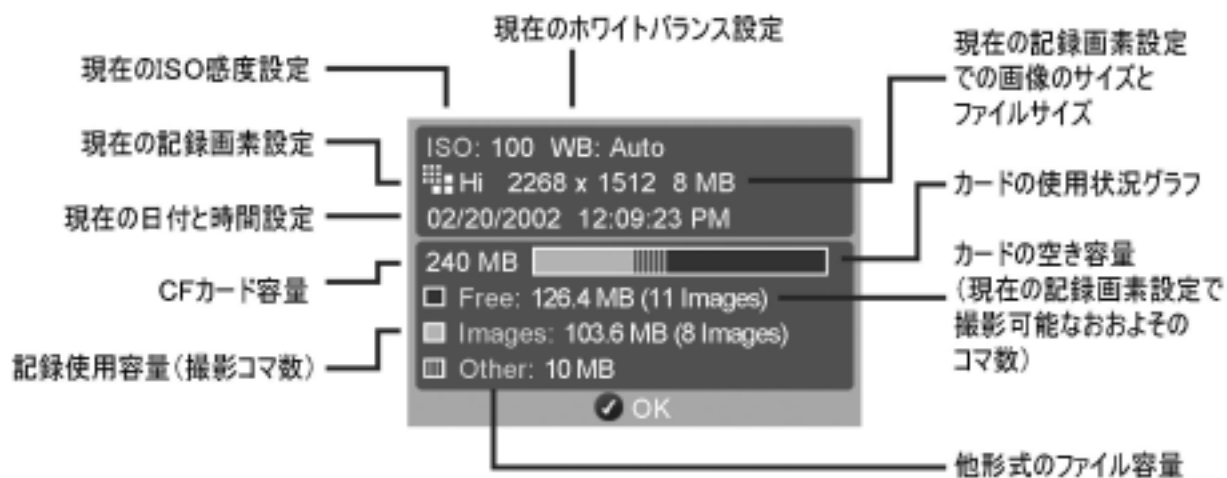 現在のホワイトバランス設定
現在のISO感度設定
現在の記録画素設定
現在の日付と時間設定
CFカード容量
記録使用容量（撮影コマ数）
ISO: 100 WB: Auto
Hi 2268 x 1512 8 MB
02/20/2002 12:09:23 PM
240 MB
Free: 126.4 MB (11 Images)
Images: 103.6 MB (8 Images)
Other: 10 MB
OK
現在の記録画素設定
での画像のサイズと
ファイルサイズ
カードの使用状況グラフ
カードの空き容量
（現在の記録画素設定で
撮影可能なおおよその
コマ数）
他形式のファイル容量